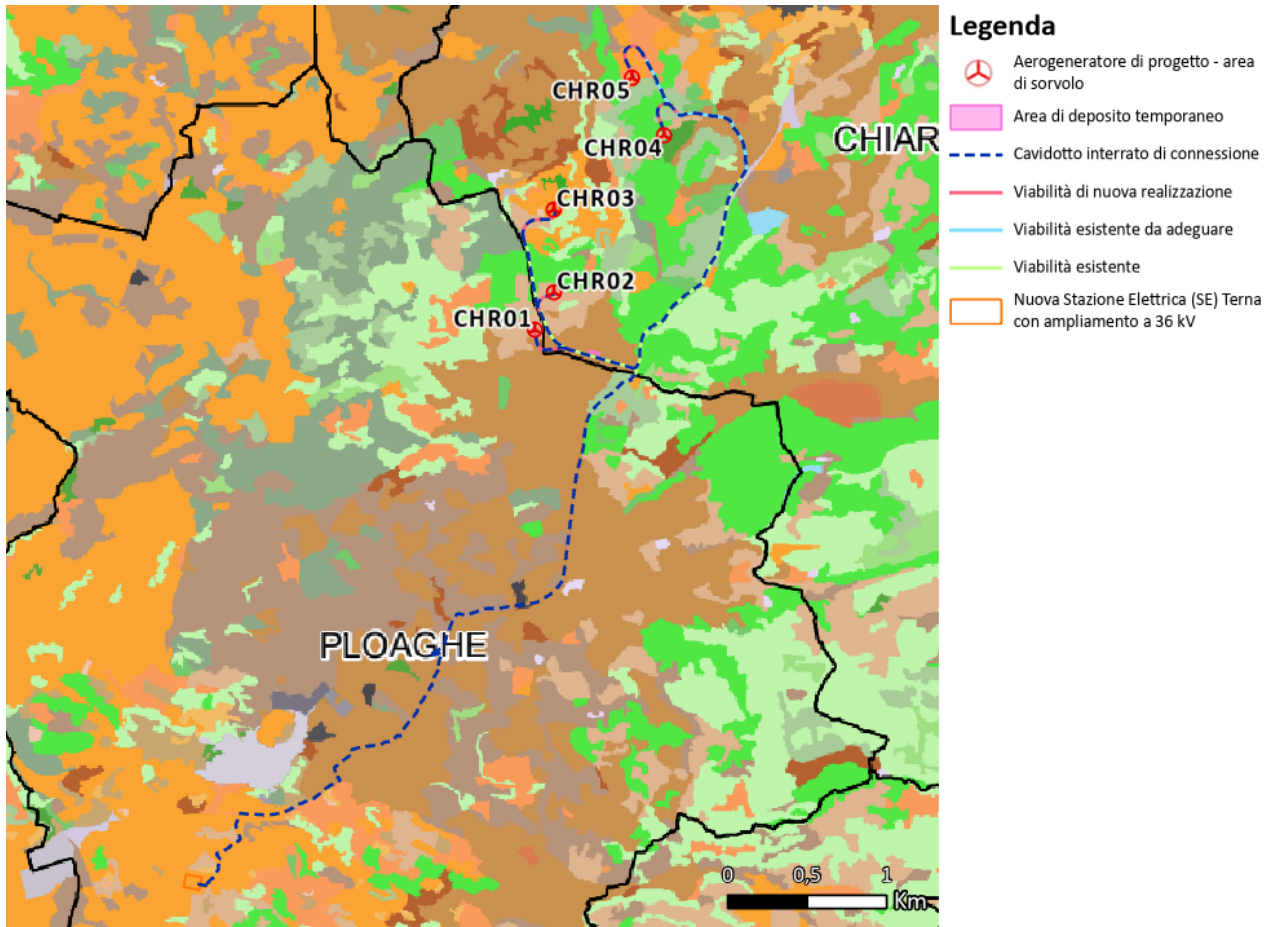 CHR05
CHR04
CHIAR
CHR03
CHR02
CHR01
PLOAGHE
0 0,5 1
Km
Legenda
Aerogeneratore di progetto - area
di sorvolo
Area di deposito temporaneo
Cavidotto interrato di connessione
Viabilità di nuova realizzazione
Viabilità esistente da adeguare
Viabilità esistente
Nuova Stazione Elettrica (SE) Terna
con ampliamento a 36 kV